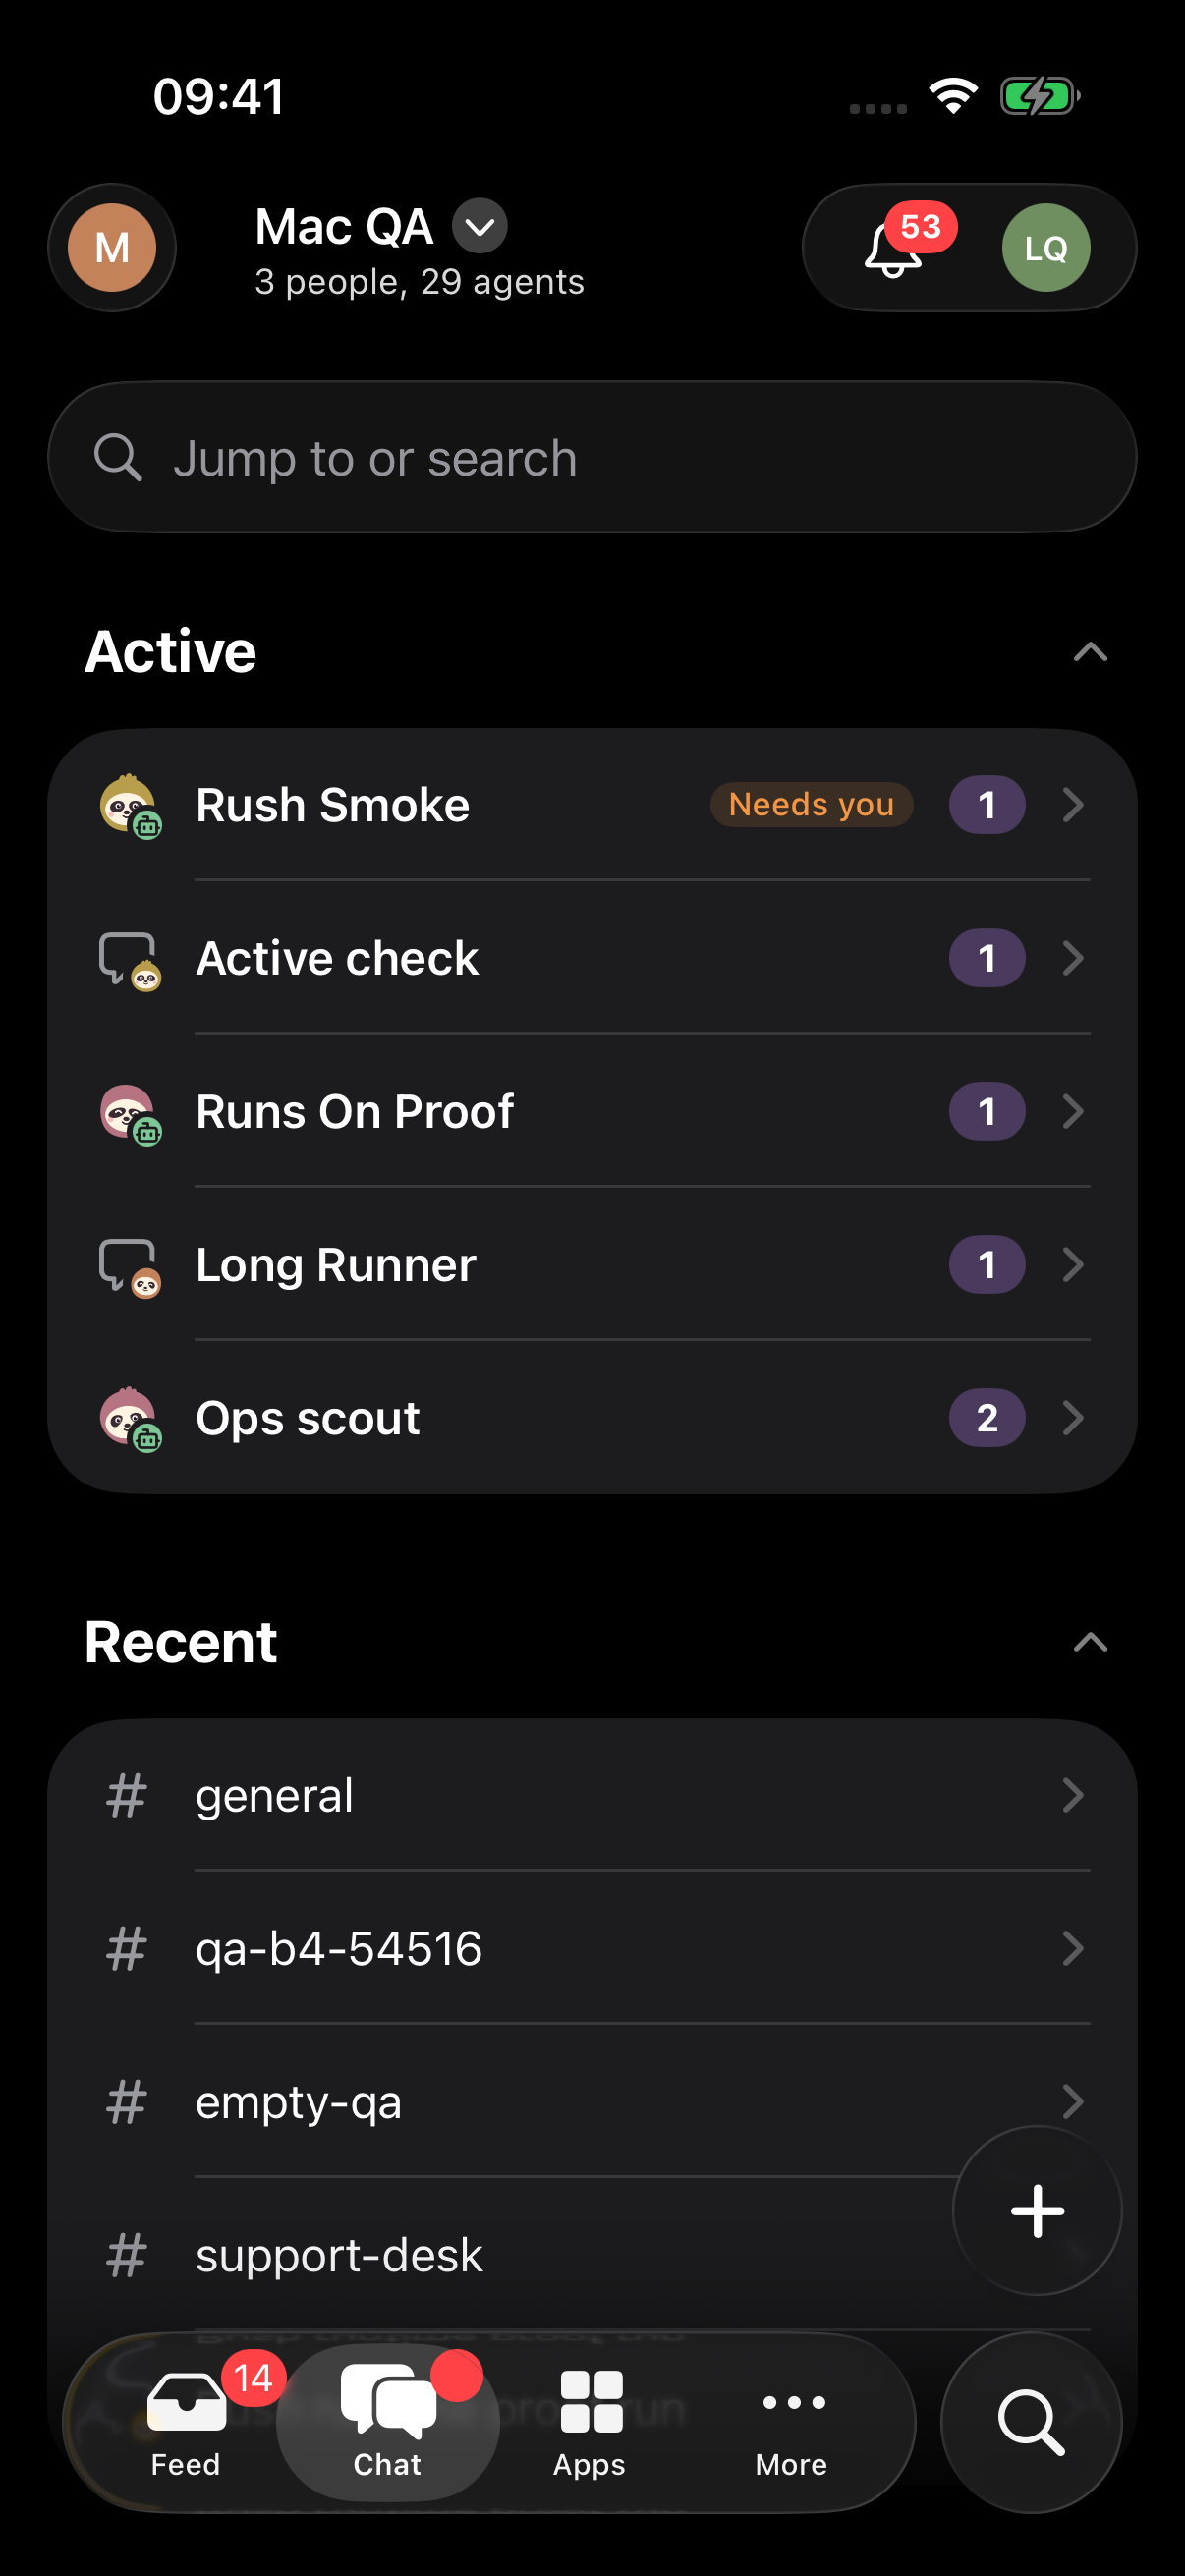 09:41
M
Mac QA
3 people, 29 agents
53
LQ
Jump to or search
Active
Rush Smoke
Needs you
1
Active check
1
Runs On Proof
1
Long Runner
1
Ops scout
2
Recent
# general
# qa-b4-54516
# empty-qa
# support-desk
14
Feed
Chat
Apps
More